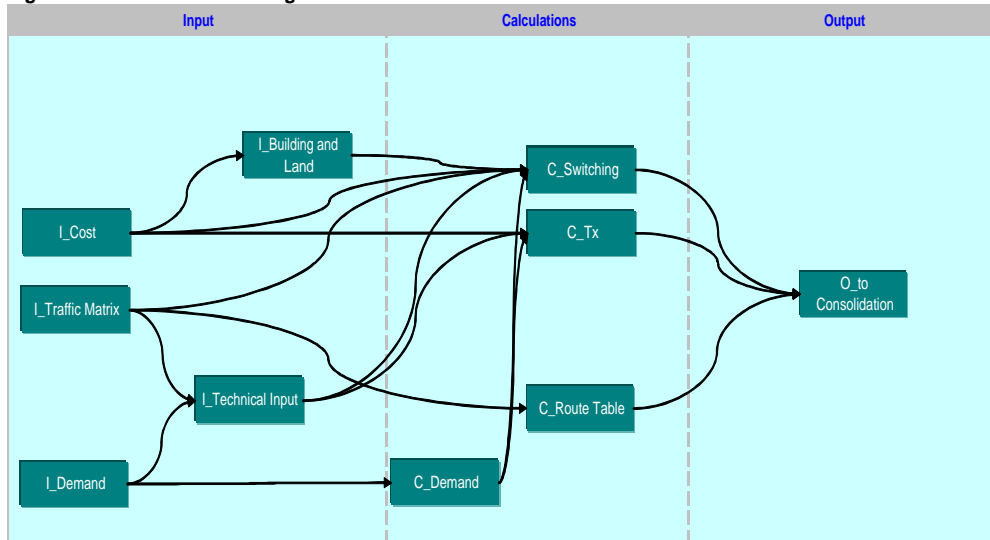 Input Calculations Output
I_Building and
Land
C_Switching
I_Cost
C_Tx
I_Traffic Matrix
O_to
Consolidation
I_Technical Input
C_Route Table
I_Demand
C_Demand